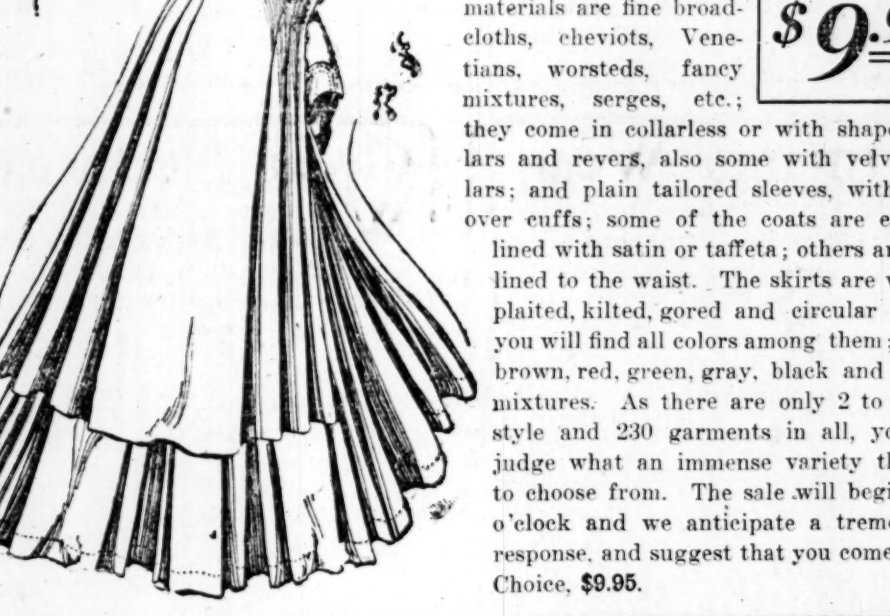 materials are fine broad-
cloths, cheviots, Vene-
tians, worsteds, fancy
mixtures, serges, etc.;
$9.
they come in collarless or with shap
lars and revers, also some with velv
lars; and plain tailored sleeves, with
over cuffs; some of the coats are e
lined with satin or taffeta; others ar
lined to the waist. The skirts are
plaited, kilted, gored and circular
you will find all colors among them;
brown, red, green, gray, black and
mixtures. As there are only 2 to
style and 230 garments in all, yo
judge what an immense variety th
to choose from. The sale will begi
o'clock and we anticipate a trem
response, and suggest that you come
Choice, $9.95.